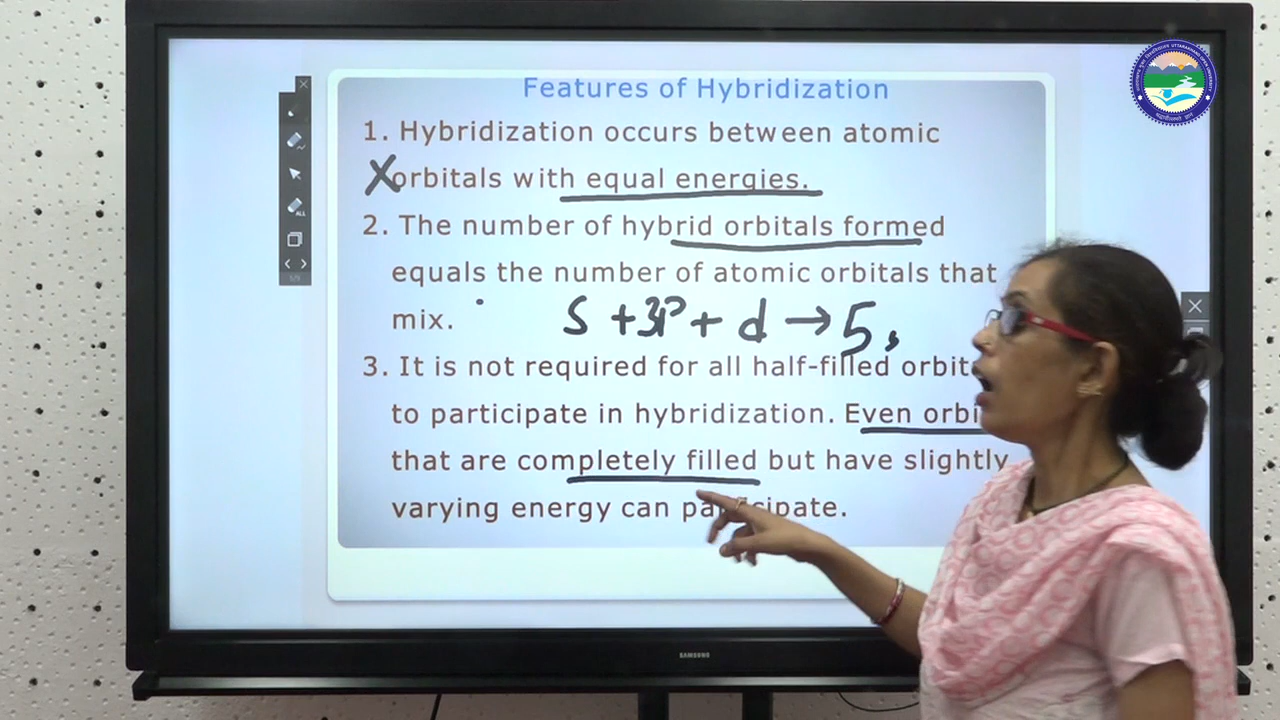 Features of Hybridization
1. Hybridization occurs between atomic
X orbitals with equal energies.
2. The number of hybrid orbitals formed
equals the number of atomic orbitals that
mix.
S + 3P + d → 5
3. It is not required for all half-filled
to participate in hybridization. Even
that are completely filled but have slightly
varying energy can participate.
ALL
SAMSUNG